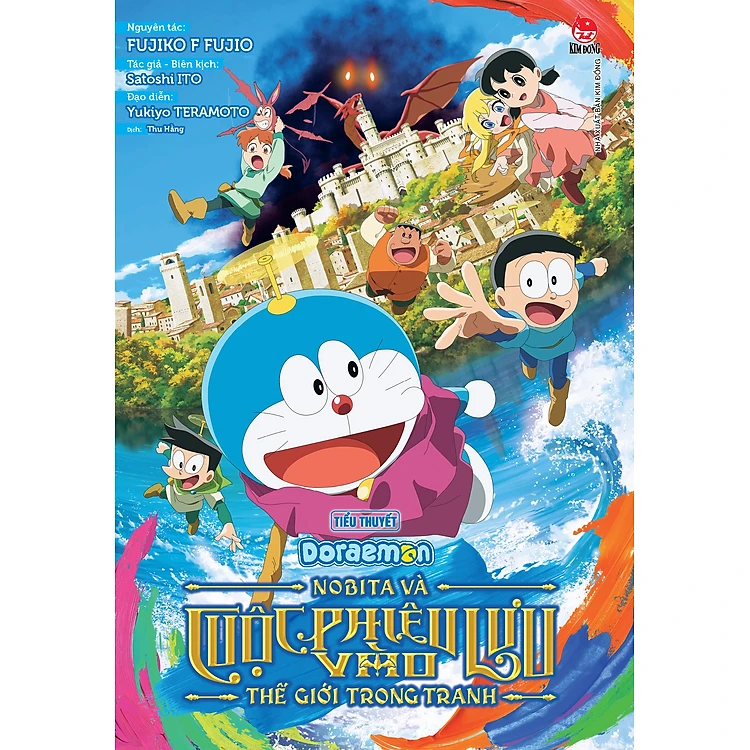 Nguyên tác:
FUJIKO F FUJIO
Tác giả - Biên kịch:
Satoshi ITO
Đạo diễn:
Yukiyo TERAMOTO
Dịch: Thu Hằng
KIM ĐỒNG
NHÀ XUẤT BẢN KIM ĐỒNG
TIỂU THUYẾT
Doraemon
NOBITA VÀ
CUỘC PHIÊU LƯU
VÀO
THẾ GIỚI TRONG TRANH